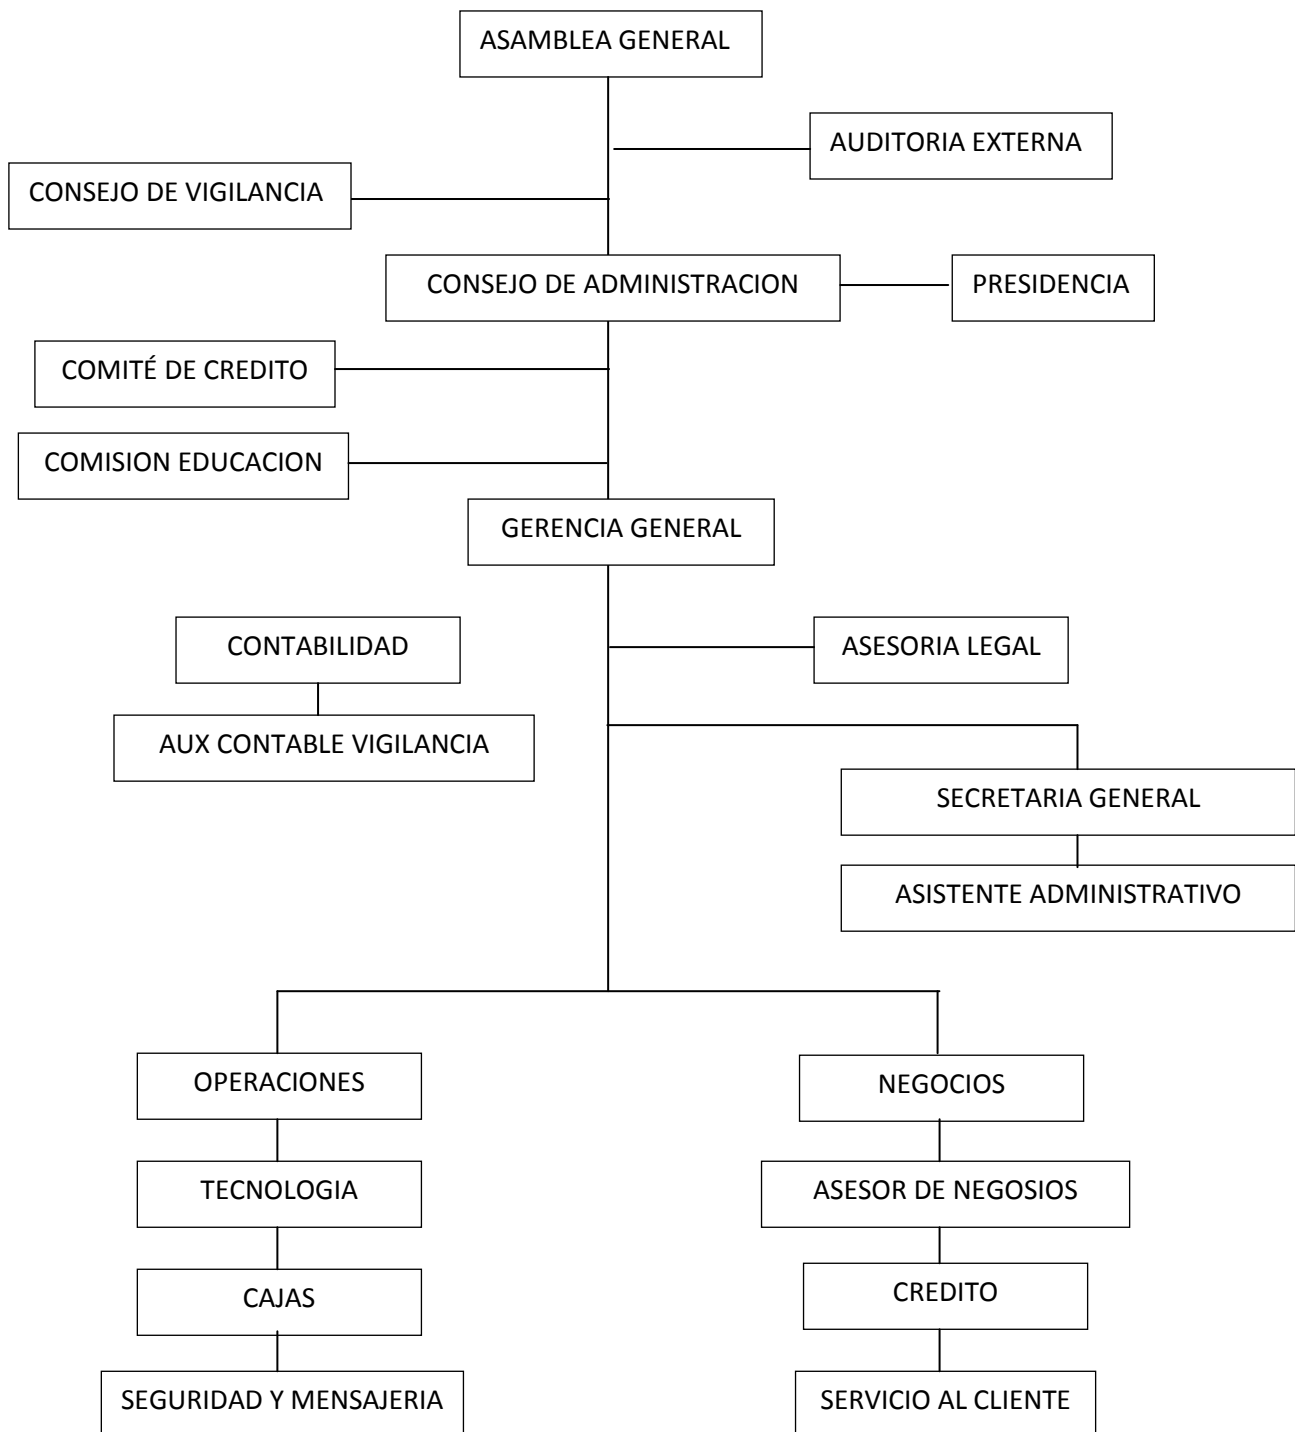 ASAMBLEA GENERAL
AUDITORIA EXTERNA
CONSEJO DE VIGILANCIA
CONSEJO DE ADMINISTRACION
PRESIDENCIA
COMITÉ DE CREDITO
COMISION EDUCACION
GERENCIA GENERAL
CONTABILIDAD
ASESORIA LEGAL
AUX CONTABLE VIGILANCIA
SECRETARIA GENERAL
ASISTENTE ADMINISTRATIVO
OPERACIONES
NEGOCIOS
TECNOLOGIA
ASESOR DE NEGOSIOS
CAJAS
CREDITO
SEGURIDAD Y MENSAJERIA
SERVICIO AL CLIENTE